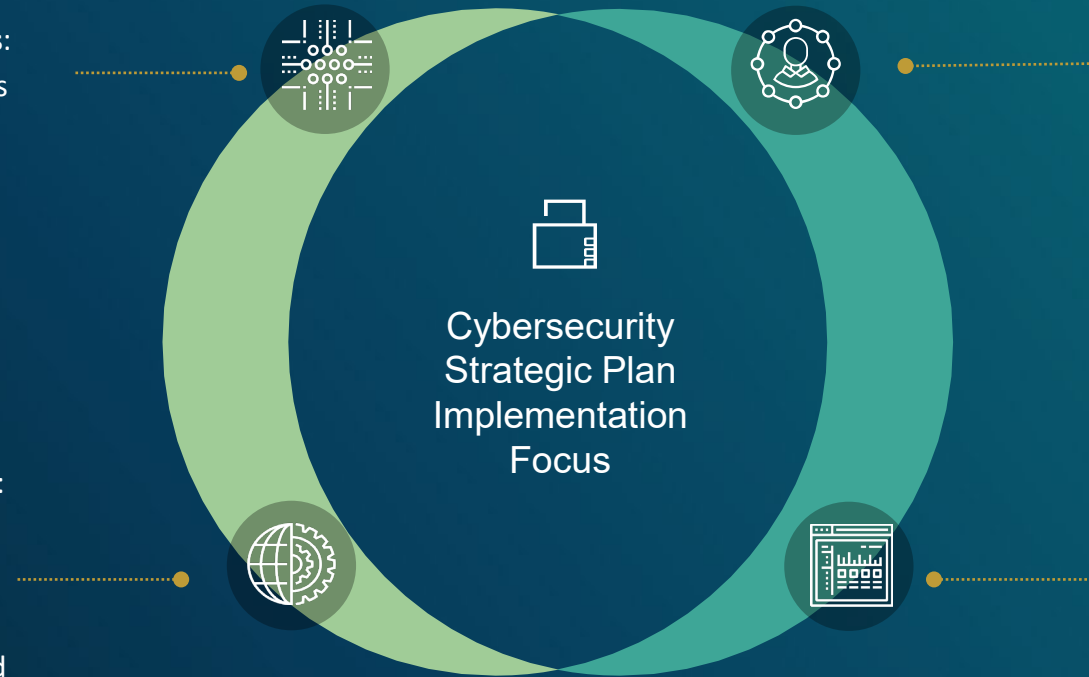 s:
s
Cybersecurity
Strategic Plan
Implementation
Focus
:
d